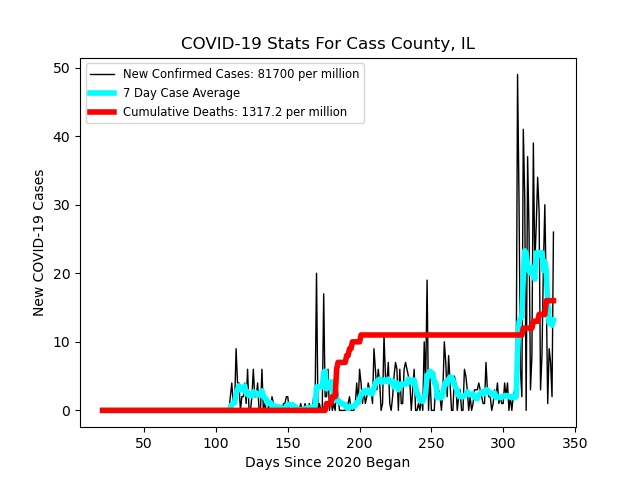 COVID-19 Stats For Cass County, IL
New Confirmed Cases: 81700 per million
7 Day Case Average
Cumulative Deaths: 1317.2 per million
New COVID-19 Cases
50
40
30
20
10
0
50 100 150 200 250 300 350
Days Since 2020 Began